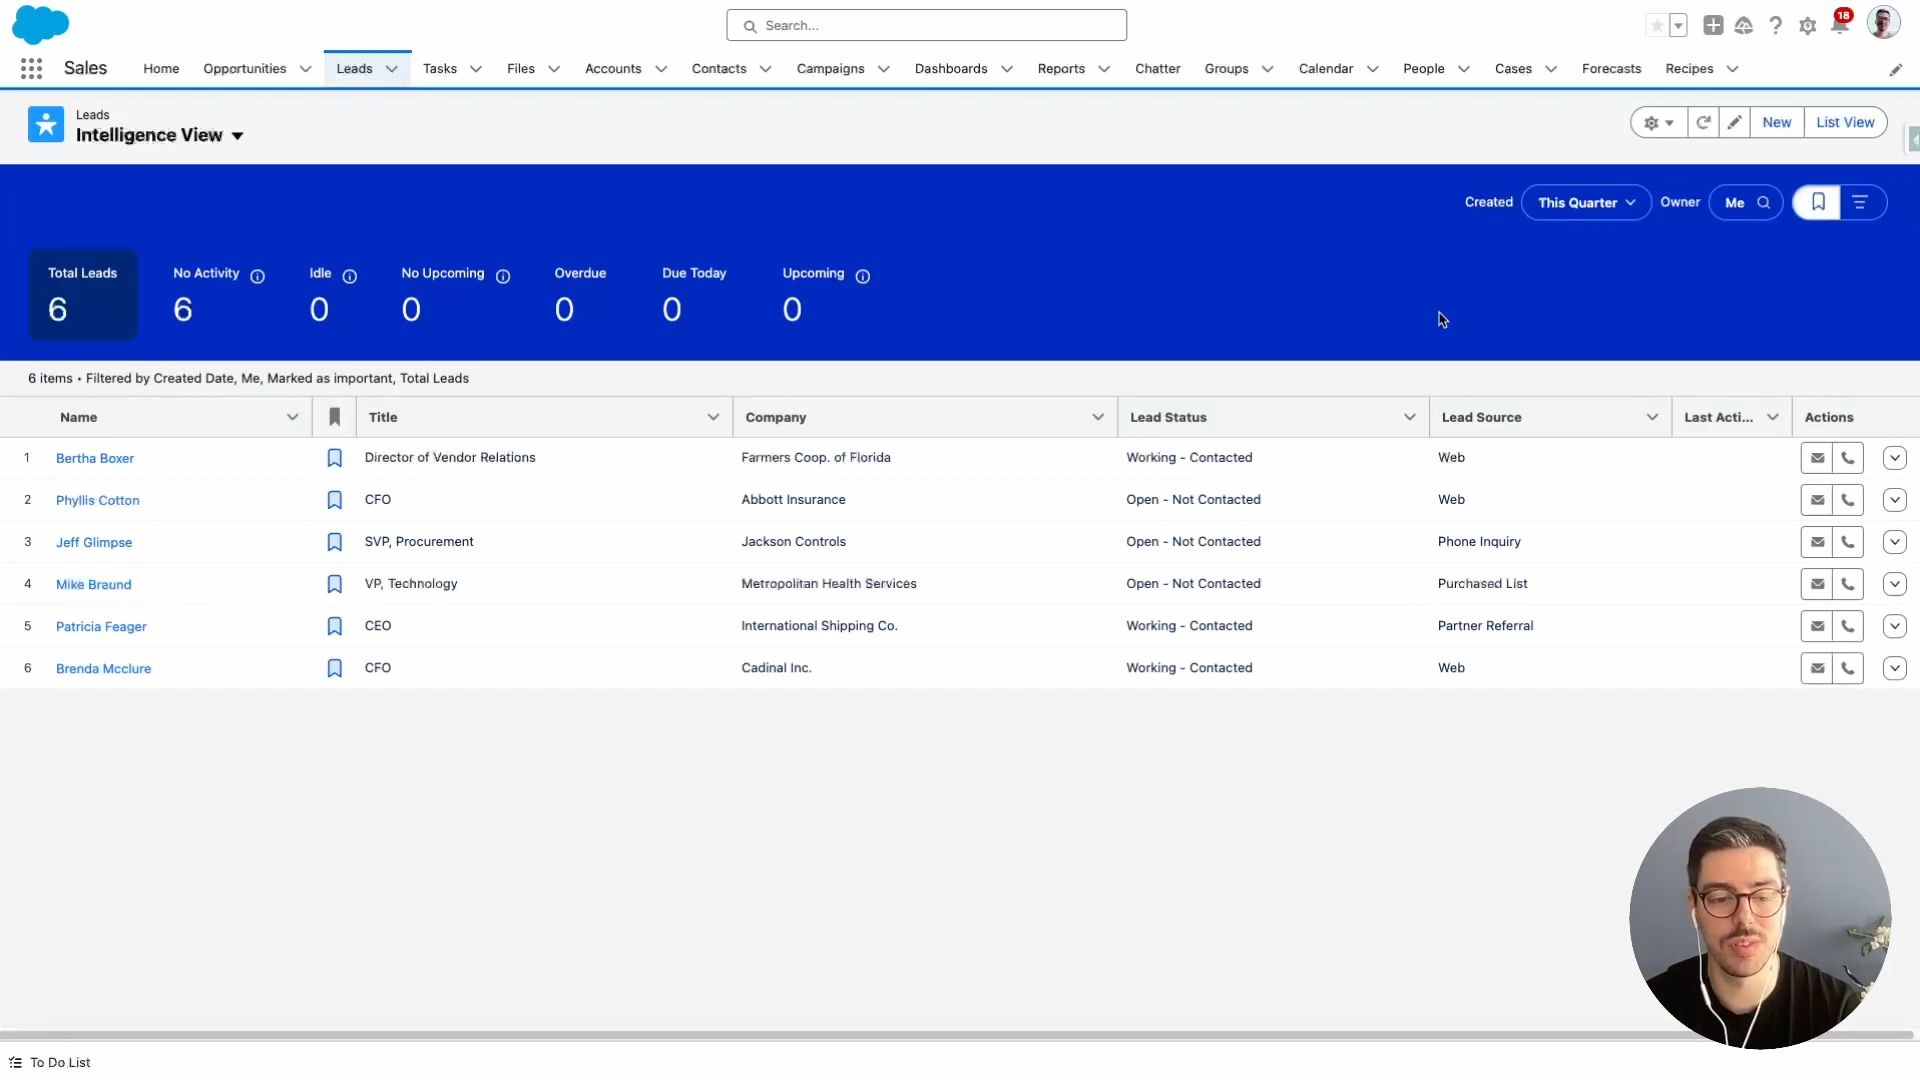 Search...
18
Sales Home Opportunities Leads Tasks Files Accounts Contacts Campaigns Dashboards Reports Chatter Groups Calendar People Cases Forecasts Recipes
Leads
Intelligence View
New List View
Created This Quarter Owner Me
Total Leads No Activity Idle No Upcoming Overdue Due Today Upcoming
6 6 0 0 0 0 0
6 items • Filtered by Created Date, Me, Marked as important, Total Leads
Name Title Company Lead Status Lead Source Last Acti... Actions
1 Bertha Boxer Director of Vendor Relations Farmers Coop. of Florida Working - Contacted Web
2 Phyllis Cotton CFO Abbott Insurance Open - Not Contacted Web
3 Jeff Glimpse SVP, Procurement Jackson Controls Open - Not Contacted Phone Inquiry
4 Mike Braund VP, Technology Metropolitan Health Services Open - Not Contacted Purchased List
5 Patricia Feager CEO International Shipping Co. Working - Contacted Partner Referral
6 Brenda Mcclure CFO Cadinal Inc. Working - Contacted Web
To Do List